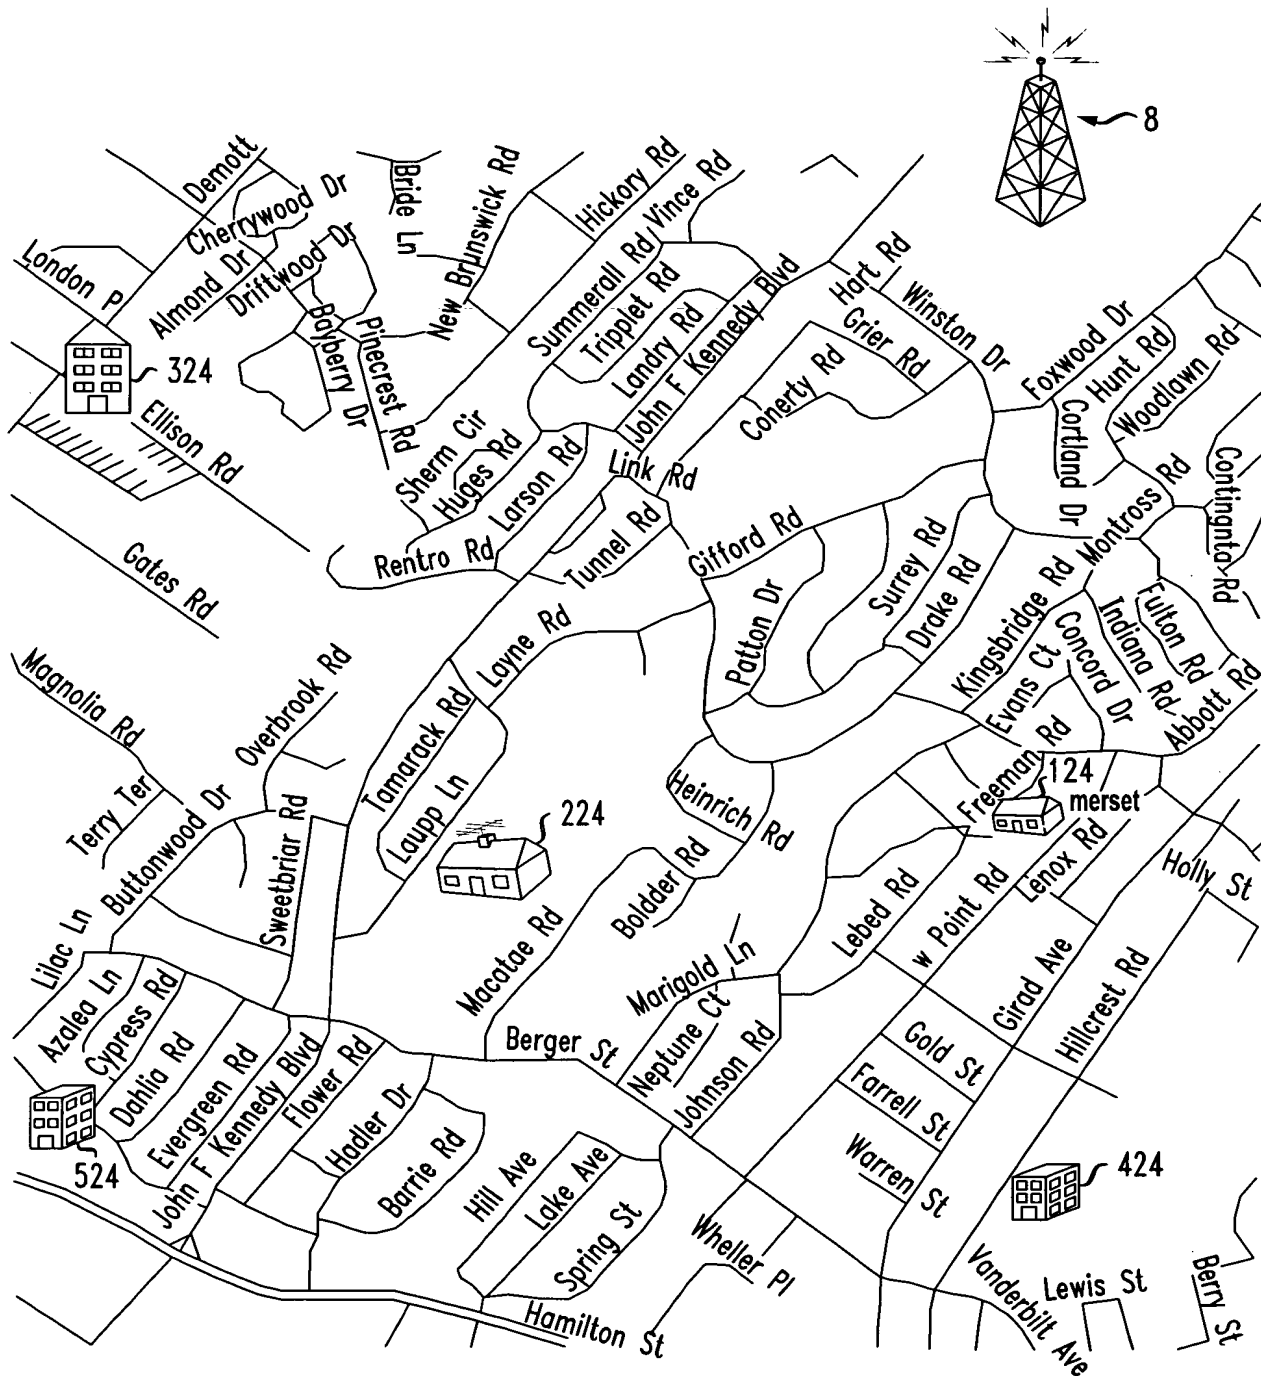 8
Demott
Cherrywood Dr
Bride Ln
New Brunswick Rd
Hickory Rd
Vince Rd
London P
Almond Dr
Driftwood Dr
Summerall Rd
Tripplet Rd
Landry Rd
John F Kennedy Blvd
Hart Rd
Winston Dr
Grier Rd
Foxwood Dr
Hunt Rd
Woodlawn Rd
Bayberry Dr
Pinecrest Rd
324
Ellison Rd
Sherm Cir
Huges Rd
Larson Rd
Link Rd
Conerty Rd
Cortland Dr
Continganta Rd
Montross Rd
Gates Rd
Rentro Rd
Tunnel Rd
Gifford Rd
Surrey Rd
Drake Rd
Kingsbridge Rd
Fulton Rd
Indiana Rd
Concord Dr
Evans Ct
Abbott Rd
Patton Dr
Layne Rd
Magnolia Rd
Overbrook Rd
Tamarack Rd
Laupp Ln
Terry Ter
Buttonwood Dr
Sweetbriar Rd
224
Heinrich Rd
Freeman Rd
124
merset
Boldder Rd
Lebed Rd
w Point Rd
Lenox Rd
Holly St
Lilac Ln
Azalea Ln
Cypress Rd
Macatae Rd
Marigold Ln
Neptune Ct
Johnson Rd
Girad Ave
Hillcrest Rd
Berger St
Gold St
Farrell St
Warren St
Dahlia Rd
Evergreen Rd
John F Kennedy Blvd
Flower Rd
Hadler Dr
Barrie Rd
524
Hill Ave
Lake Ave
Spring St
Wheller Pl
424
Vanderbilt Ave
Lewis St
Berry St
Hamilton St